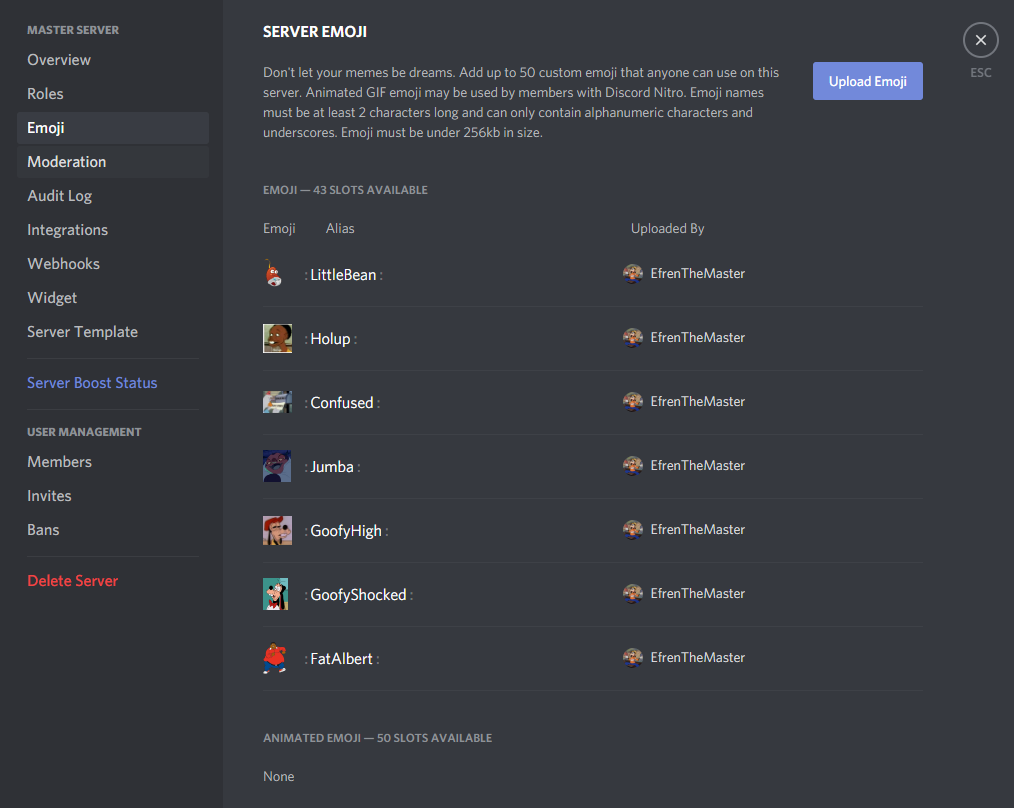 MASTER SERVER
Overview
Roles
Emoji
Moderation
Audit Log
Integrations
Webhooks
Widget
Server Template
Server Boost Status
USER MANAGEMENT
Members
Invites
Bans
Delete Server
SERVER EMOJI
Don't let your memes be dreams. Add up to 50 custom emoji that anyone can use on this
server. Animated GIF emoji may be used by members with Discord Nitro. Emoji names
must be at least 2 characters long and can only contain alphanumeric characters and
underscores. Emoji must be under 256kb in size.
Upload Emoji
ESC
EMOJI — 43 SLOTS AVAILABLE
Emoji Alias Uploaded By
:LittleBean: EfrenTheMaster
:Holup: EfrenTheMaster
:Confused: EfrenTheMaster
:Jumba: EfrenTheMaster
:GoofyHigh: EfrenTheMaster
:GoofyShocked: EfrenTheMaster
:FatAlbert: EfrenTheMaster
ANIMATED EMOJI — 50 SLOTS AVAILABLE
None